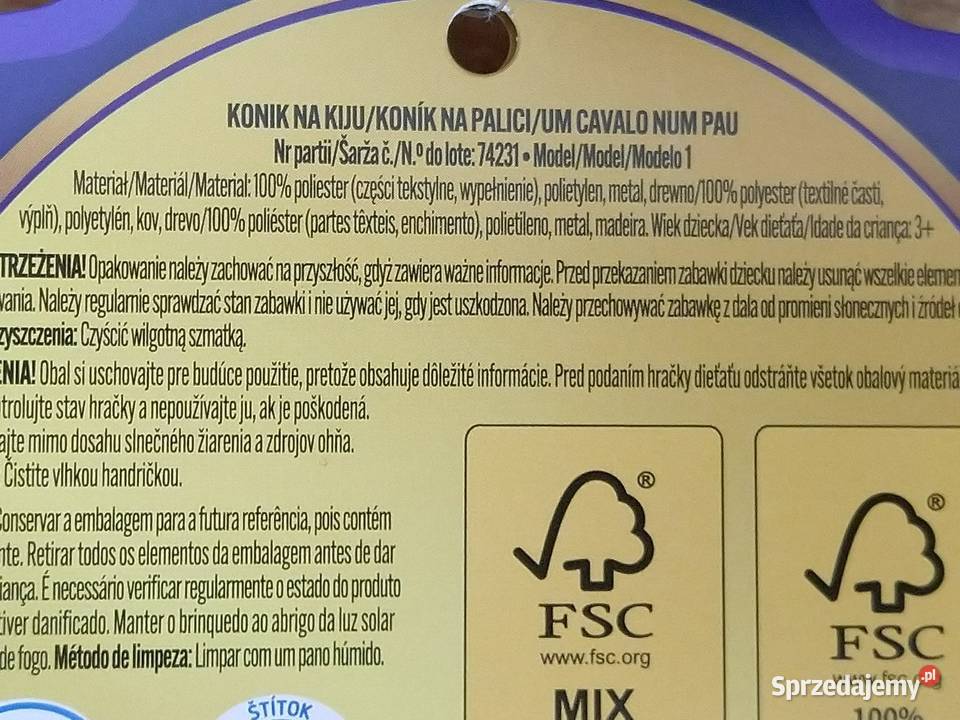 KONIK NA KIJU/KONÍK NA PALICI/UM CAVALO NUM PAU
Nr partii/Šarža č./N.º do lote: 74231 • Model/Model/Modelo 1
Materiał/Materiál/Material: 100% poliester (części tekstylne, wypełnienie), polietylen, metal, drewno/100% polyester (textilné časti,
výplň), polyetylén, kov, drevo/100% poliéster (partes têxteis, enchimento), polietileno, metal, madeira. Wiek dziecka/Vek dieťaťa/Idade da criança: 3+
TRZEŻENIA! Opakowanie należy zachować na przyszłość, gdyż zawiera ważne informacje. Przed przekazaniem zabawki dziecku należy usunąć wszelkie elemen
wania. Należy regularnie sprawdzać stan zabawki i nie używać jej, gdy jest uszkodzona. Należy przechowywać zabawkę z dala od promieni słonecznych i źródeł
zyszczenia: Czyścić wilgotną szmatką.
ENIA! Obal si uschovajte pre budúce použitie, pretože obsahuje dôležité informácie. Pred podaním hračky dieťaťu odstráňte všetok obalový materiá
trolujte stav hračky a nepoužívajte ju, ak je poškodená.
ajte mimo dosahu slnečného žiarenia a zdrojov ohňa.
Čistite vlhkou handričkou.
Conservar a embalagem para a futura referência, pois contém
nte. Retirar todos os elementos da embalagem antes de dar
iança. É necessário verificar regularmente o estado do produto
tiver danificado. Manter o brinquedo ao abrigo da luz solar
de fogo. Método de limpeza: Limpar com um pano húmido.
®
FSC
www.fsc.org
MIX
®
FSC
100%
ŠTÍTOK
Sprzedajemy.pl